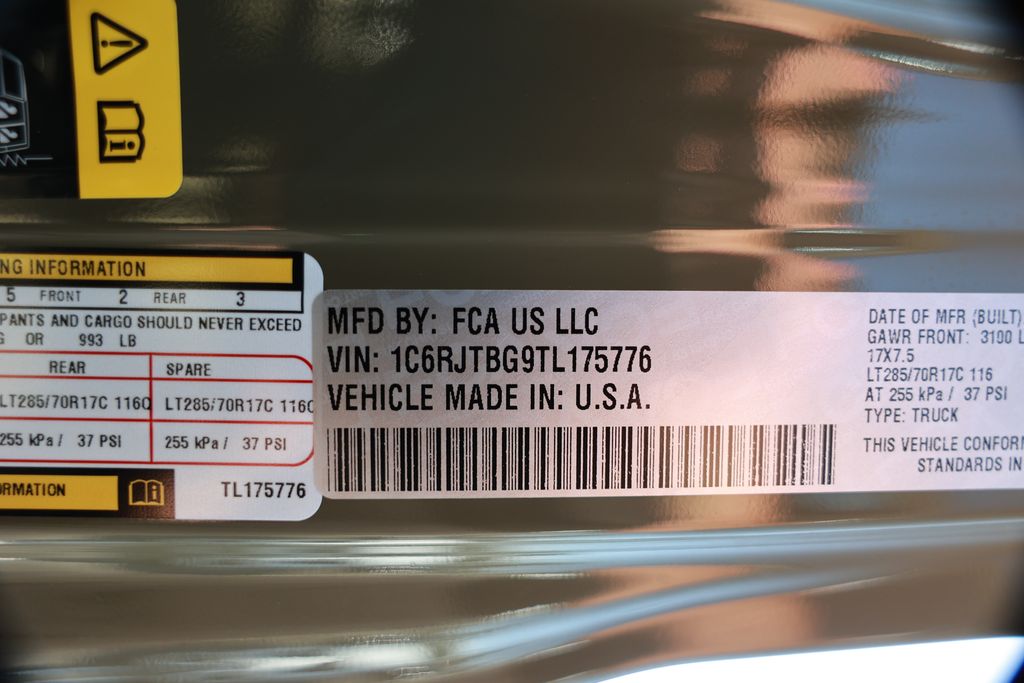 NG INFORMATION
5 FRONT 2 REAR 3
PANTS AND CARGO SHOULD NEVER EXCEED
G OR 993 LB
REAR SPARE
LT285/70R17C 116Q LT285/70R17C 116Q
255 kPa / 37 PSI 255 kPa / 37 PSI
ORMATION
TL175776
MFD BY: FCA US LLC
VIN: 1C6RJTBG9TL175776
VEHICLE MADE IN: U.S.A.
DATE OF MFR (BUILT)
GAWR FRONT: 3100 L
17X7.5
LT285/70R17C 116
AT 255 kPa / 37 PSI
TYPE: TRUCK
THIS VEHICLE CONFOR
STANDARDS IN